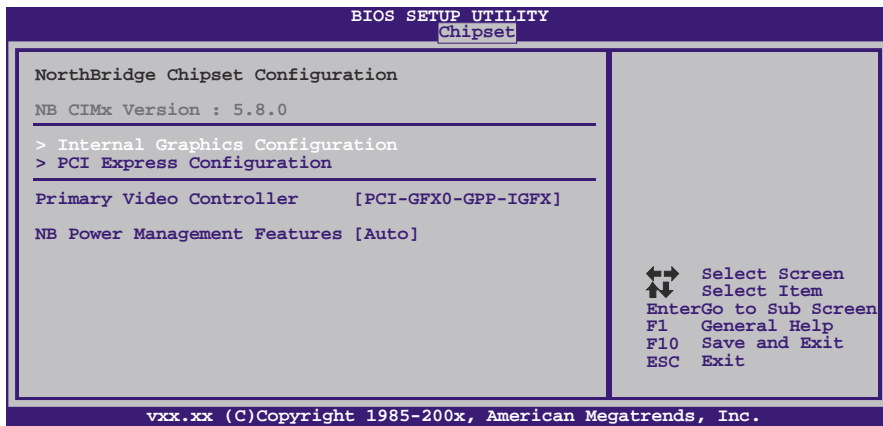 BIOS SETUP UTILITY
Chipset
NorthBridge Chipset Configuration
NB CIMx Version : 5.8.0
> Internal Graphics Configuration
> PCI Express Configuration
Primary Video Controller [PCI-GFX0-GPP-IGFX]
NB Power Management Features [Auto]
Select Screen
Select Item
EnterGo to Sub Screen
F1 General Help
F10 Save and Exit
ESC Exit
vxx.xx (C)Copyright 1985-200x, American Megatrends, Inc.